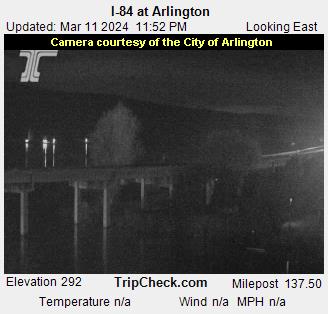 I-84 at Arlington
Updated: Mar 11 2024 11:52 PM Looking East
Camera courtesy of the City of Arlington
Elevation 292 TripCheck.com Milepost 137.50
Temperature n/a Wind n/a MPH n/a